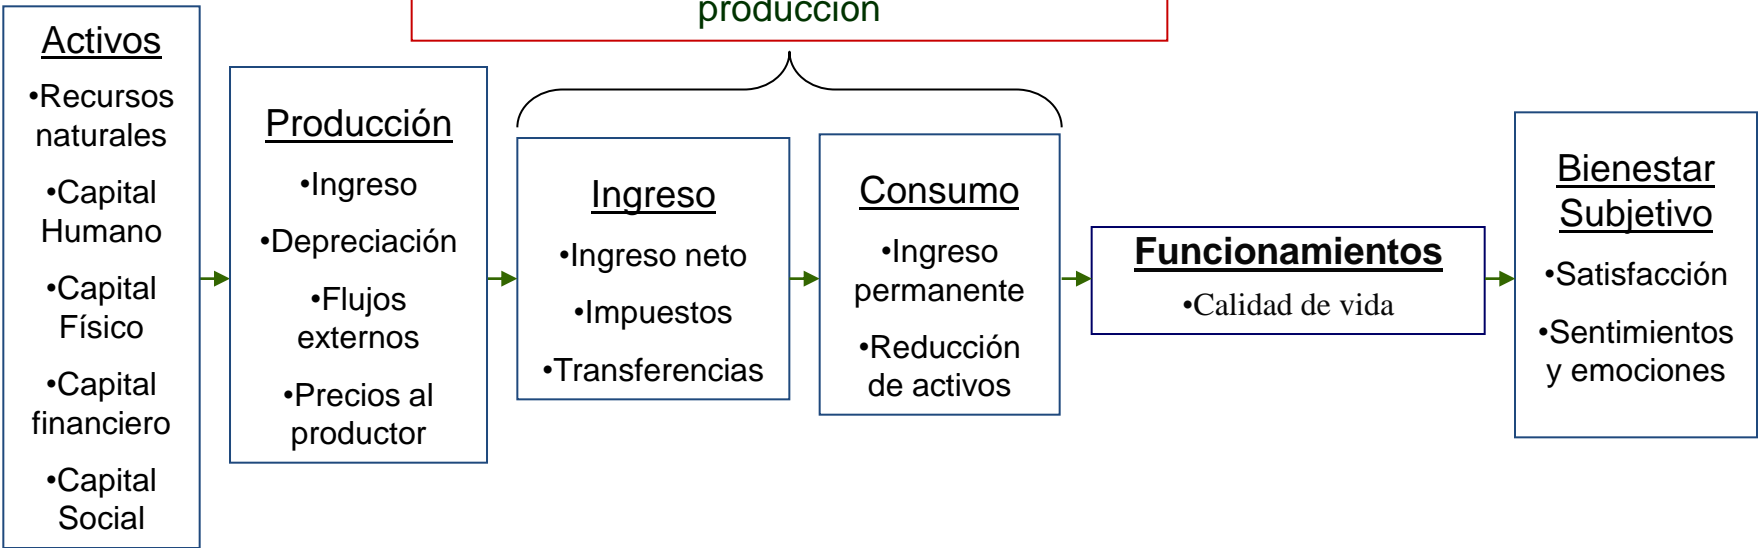 producción
Activos
•Recursos
naturales
•Capital
Humano
•Capital
Físico
•Capital
financiero
•Capital
Social
Producción
•Ingreso
•Depreciación
•Flujos
externos
•Precios al
productor
Ingreso
•Ingreso neto
•Impuestos
•Transferencias
Consumo
•Ingreso
permanente
•Reducción
de activos
Funcionamientos
•Calidad de vida
Bienestar
Subjetivo
•Satisfacción
•Sentimientos
y emociones